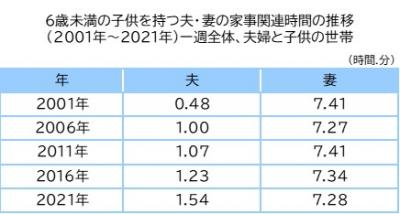 6歳未満の子供を持つ夫・妻の家事関連時間の推移
（2001年～2021年）ー週全体、夫婦と子供の世帯
（時間.分）
年 夫 妻
2001年 0.48 7.41
2006年 1.00 7.27
2011年 1.07 7.41
2016年 1.23 7.34
2021年 1.54 7.28